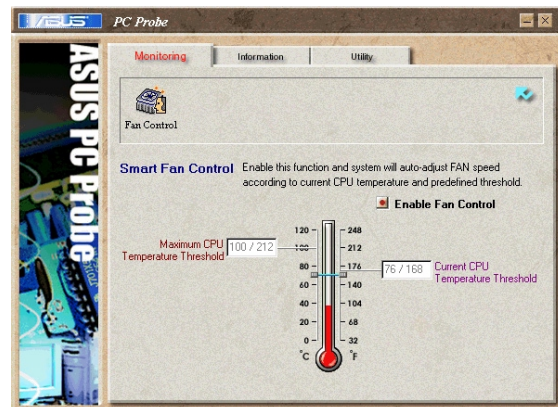 ASUS
PC Probe
ASUS PC Probe
Monitoring
Information
Utility
Fan Control
Smart Fan Control
Enable this function and system will auto-adjust FAN speed
according to current CPU temperature and predefined threshold.
Enable Fan Control
Maximum CPU
Temperature Threshold
100 / 212
76 / 168
Current CPU
Temperature Threshold
120 248
100 212
80 176
60 140
40 104
20 68
0 32
°C °F